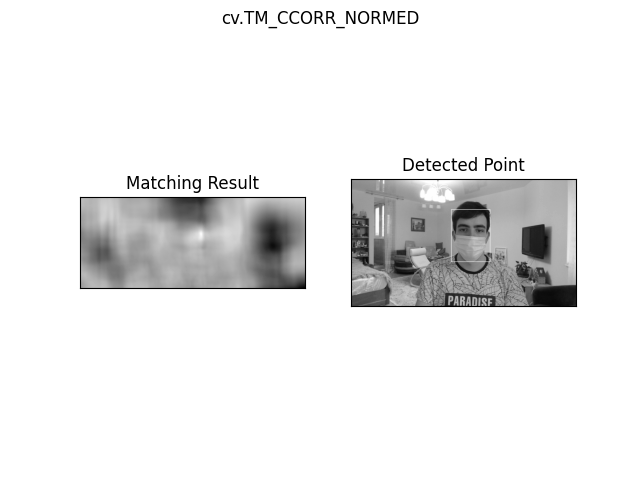 cv.TM_CCORR_NORMED
Matching Result
Detected Point
PARADISE